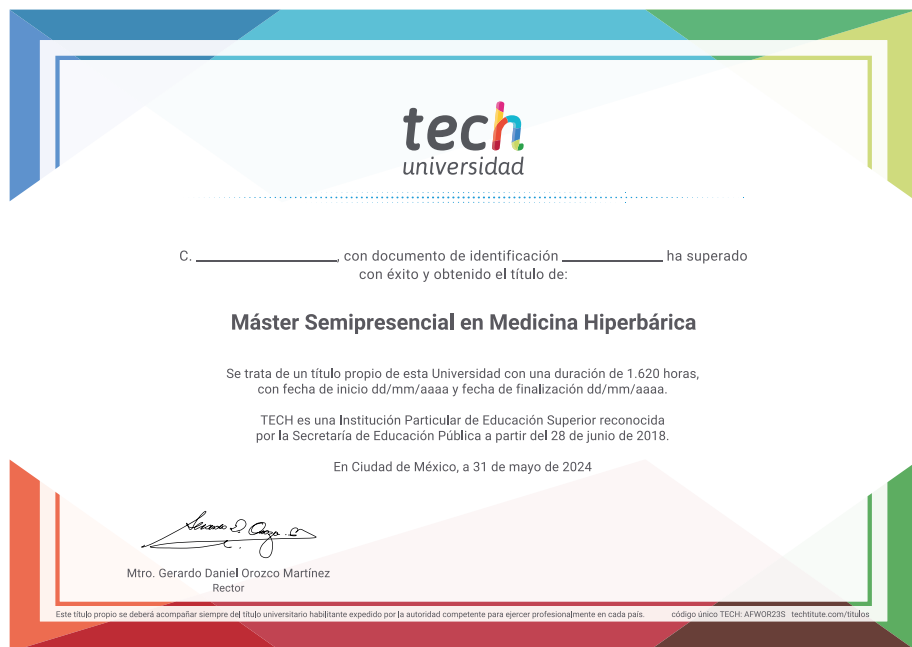 tech
universidad
C. ____________________, con documento de identificación ______________ ha superado
con éxito y obtenido el título de:
Máster Semipresencial en Medicina Hiperbárica
Se trata de un título propio de esta Universidad con una duración de 1.620 horas,
con fecha de inicio dd/mm/aaaa y fecha de finalización dd/mm/aaaa.
TECH es una Institución Particular de Educación Superior reconocida
por la Secretaría de Educación Pública a partir del 28 de junio de 2018.
En Ciudad de México, a 31 de mayo de 2024
Mtro. Gerardo Daniel Orozco Martínez
Rector
Este título propio se deberá acompañar siempre del título universitario habilitante expedido por la autoridad competente para ejercer profesionalmente en cada país. código único TECH: AFWOR23S techtitute.com/titulos